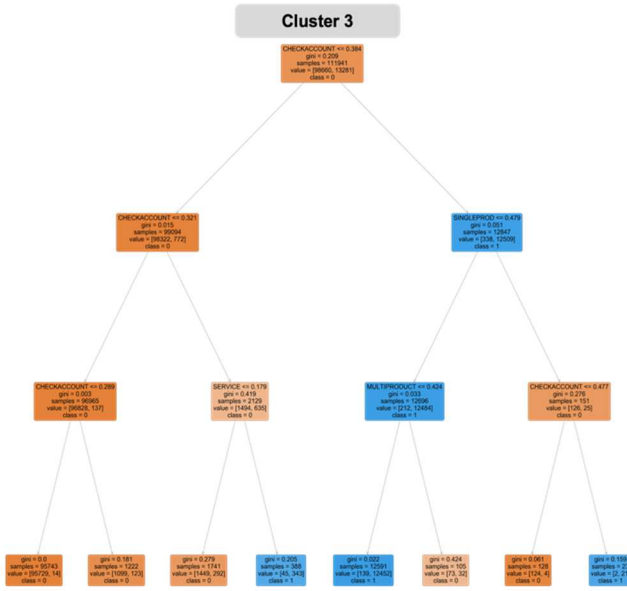 Cluster 3
CHECKACCOUNT <= 0.384
gini = 0.209
samples = 111941
value = [98660, 13281]
class = 0
CHECKACCOUNT <= 0.321
gini = 0.015
samples = 99094
value = [98322, 772]
class = 0
SINGLEPROD <= 0.479
gini = 0.051
samples = 12847
value = [338, 12509]
class = 1
CHECKACCOUNT <= 0.289
gini = 0.003
samples = 96965
value = [96828, 137]
class = 0
SERVICE <= 0.179
gini = 0.419
samples = 2129
value = [1494, 635]
class = 0
MULTIPRODUCT <= 0.424
gini = 0.033
samples = 12696
value = [212, 12484]
class = 1
CHECKACCOUNT <= 0.477
gini = 0.276
samples = 151
value = [126, 25]
class = 0
gini = 0.0
samples = 95743
value = [95729, 14]
class = 0
gini = 0.181
samples = 1222
value = [1099, 123]
class = 0
gini = 0.279
samples = 1741
value = [1449, 292]
class = 0
gini = 0.205
samples = 388
value = [45, 343]
class = 1
gini = 0.022
samples = 12591
value = [139, 12452]
class = 1
gini = 0.424
samples = 105
value = [73, 32]
class = 0
gini = 0.061
samples = 128
value = [124, 4]
class = 0
gini = 0.159
samples =
value = [2, 21
class = 1